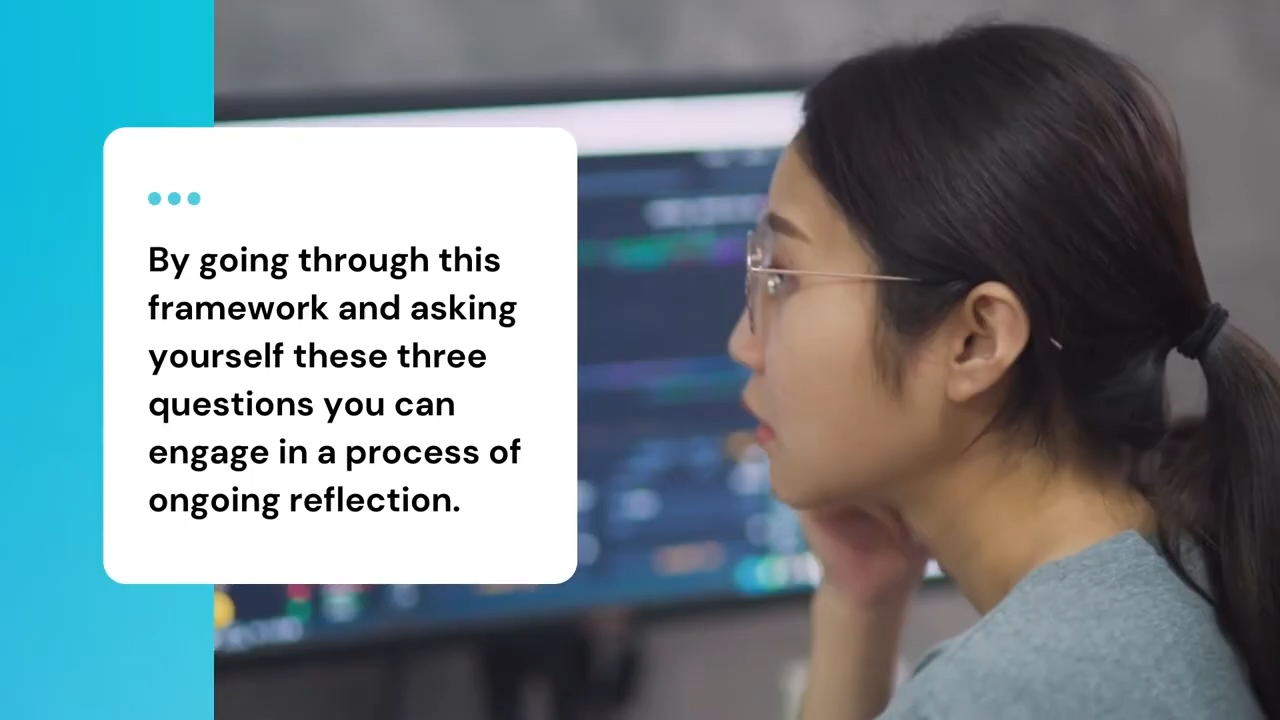 By going through this
framework and asking
yourself these three
questions you can
engage in a process of
ongoing reflection.